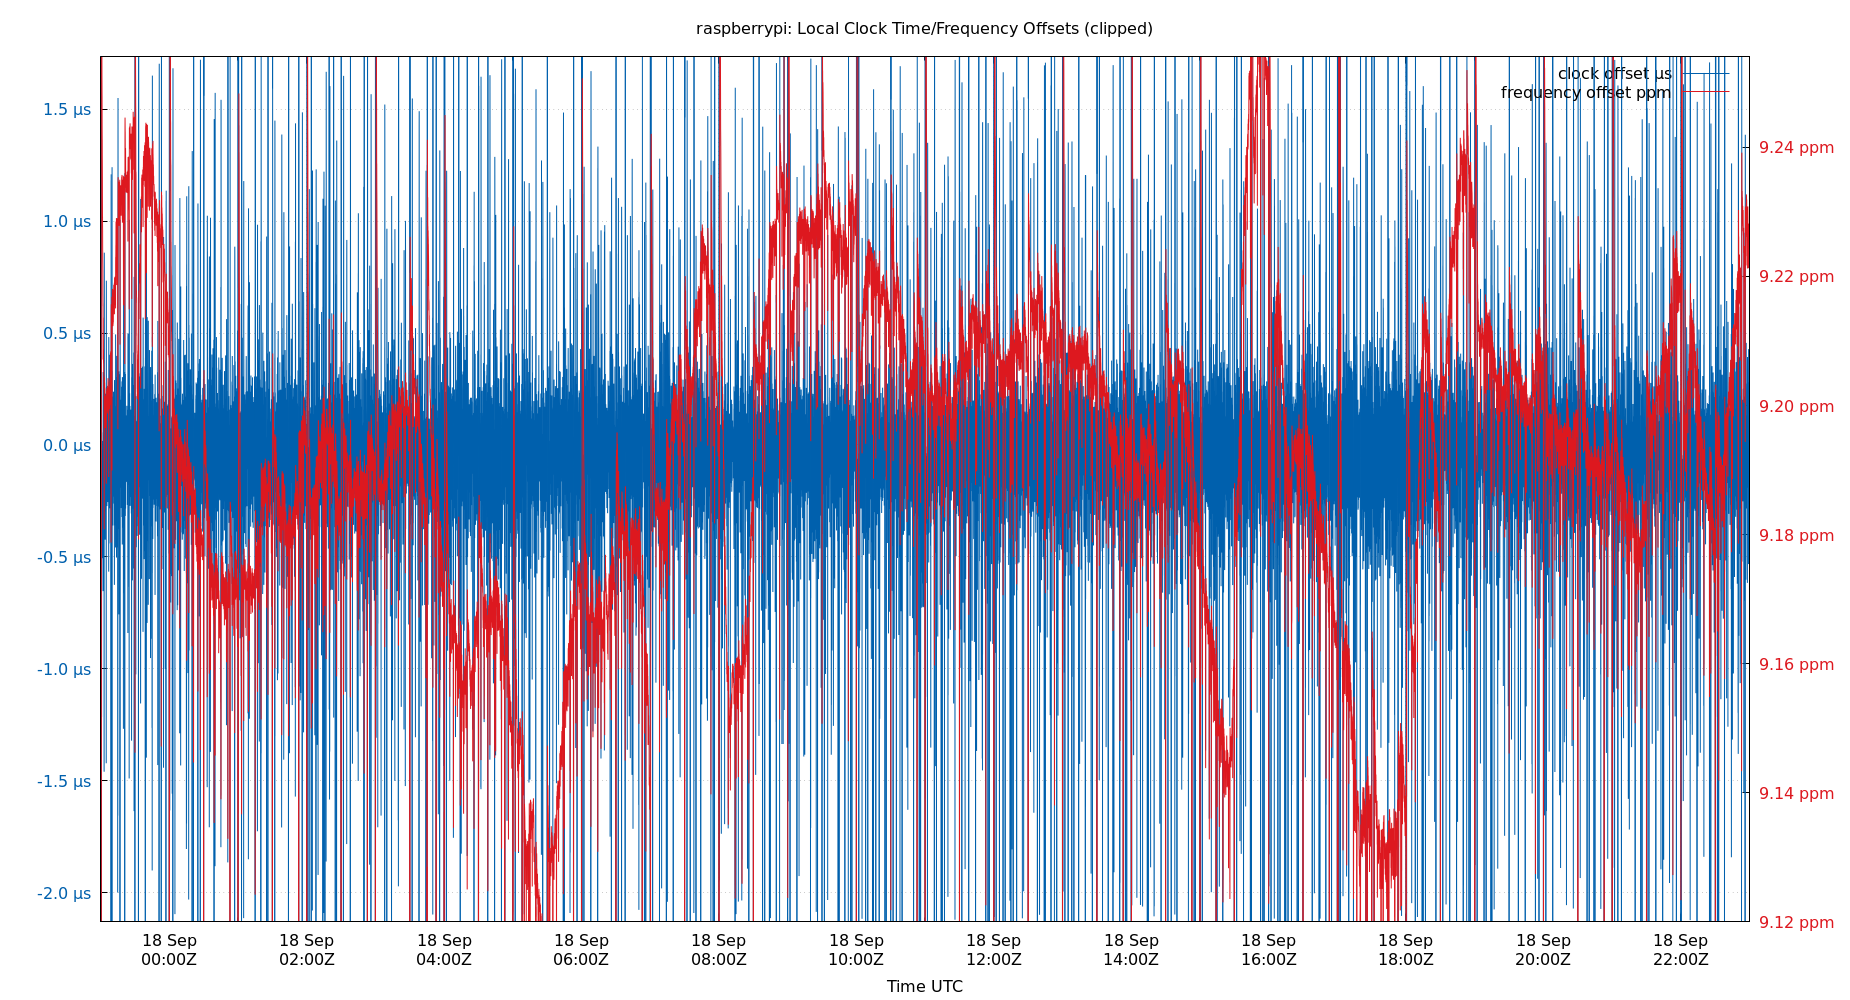 raspberrypi: Local Clock Time/Frequency Offsets (clipped)
clock offset µs
frequency offset ppm
1.5 µs
1.0 µs
0.5 µs
0.0 µs
-0.5 µs
-1.0 µs
-1.5 µs
-2.0 µs
9.24 ppm
9.22 ppm
9.20 ppm
9.18 ppm
9.16 ppm
9.14 ppm
9.12 ppm
18 Sep 18 Sep 18 Sep 18 Sep 18 Sep 18 Sep 18 Sep 18 Sep 18 Sep 18 Sep 18 Sep 18 Sep
00:00Z 02:00Z 04:00Z 06:00Z 08:00Z 10:00Z 12:00Z 14:00Z 16:00Z 18:00Z 20:00Z 22:00Z
Time UTC